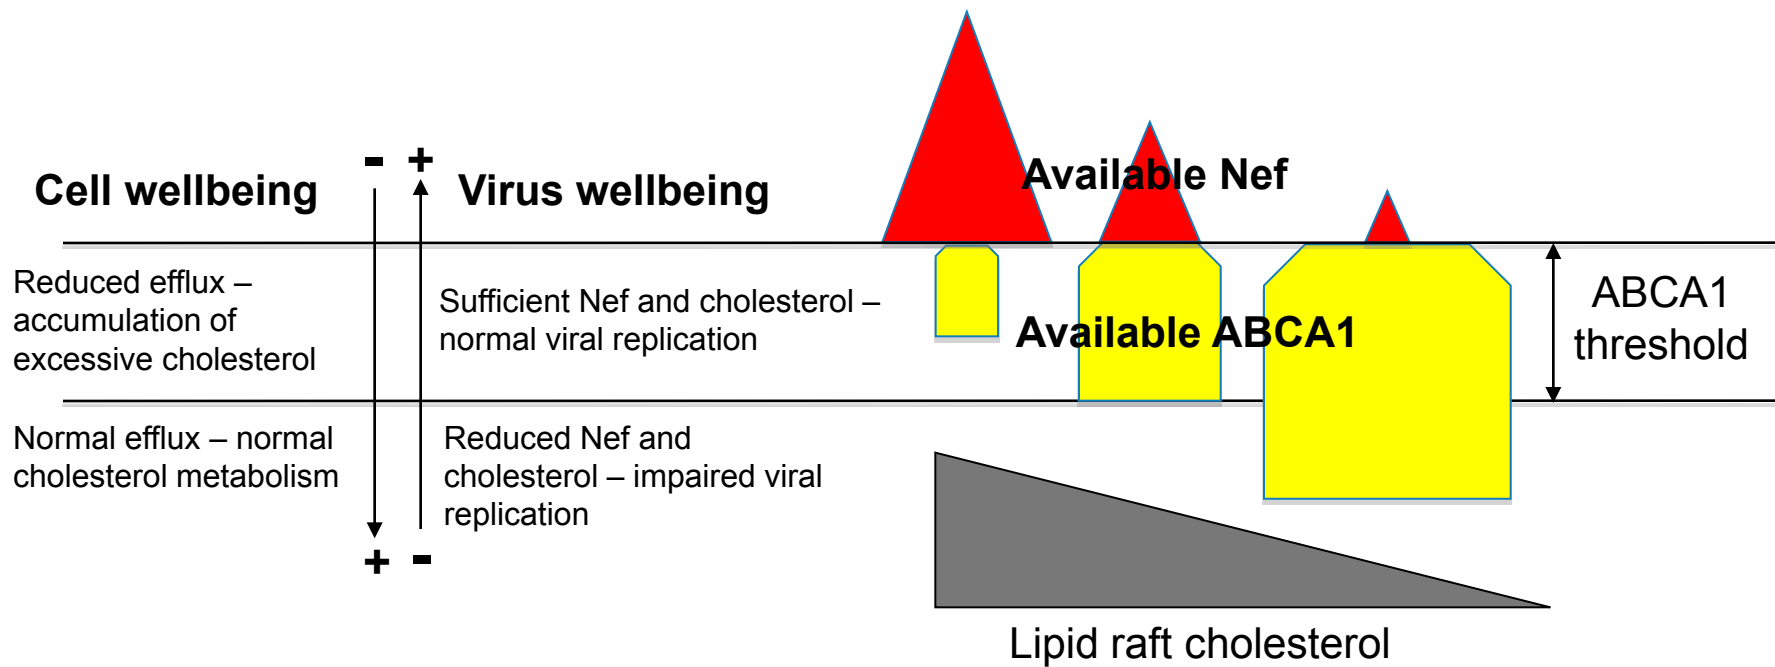 - +
Cell wellbeing
Virus wellbeing
Available Nef
Reduced efflux –
accumulation of
excessive cholesterol
Sufficient Nef and cholesterol –
normal viral replication
Available ABCA1
ABCA1
threshold
Normal efflux – normal
cholesterol metabolism
Reduced Nef and
cholesterol – impaired viral
replication
+ -
Lipid raft cholesterol